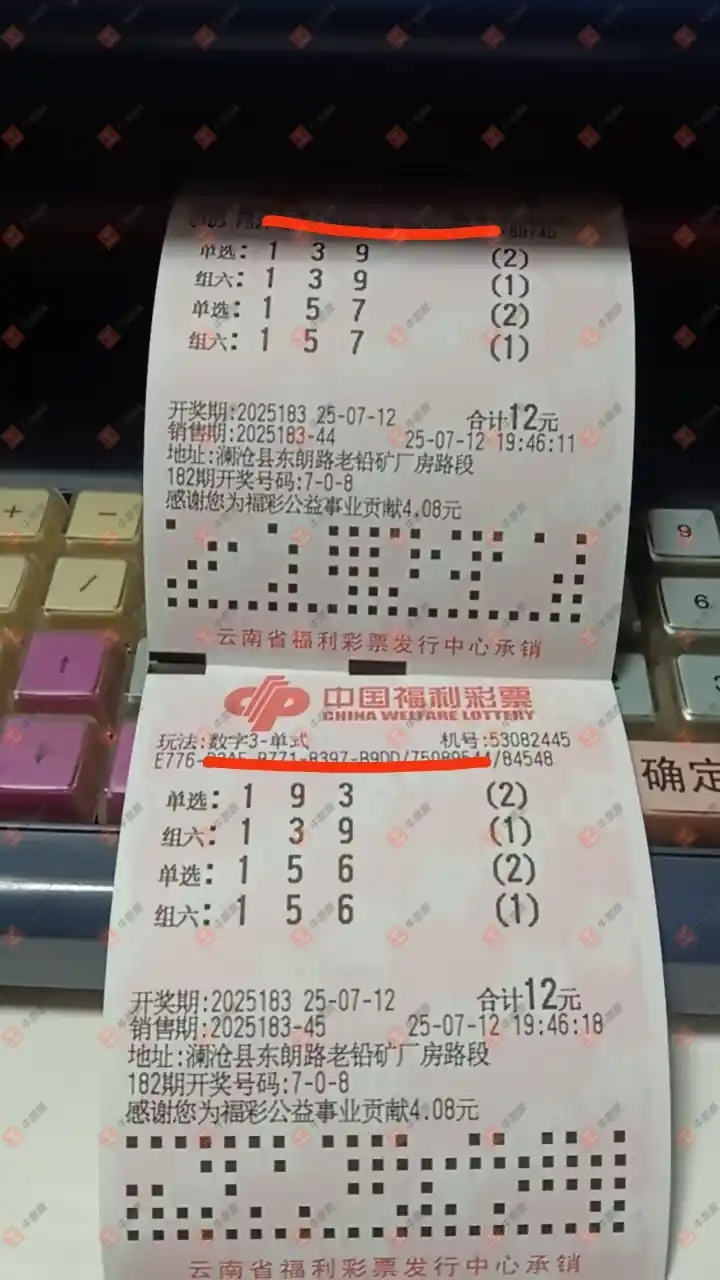 单选: 1 3 9 (2)
组六: 1 3 9 (1)
单选: 1 5 7 (2)
组六: 1 5 7 (1)
开奖期:2025183 25-07-12 合计12元
销售期:2025183-44 25-07-12 19:46:11
地址:澜沧县东朗路老铅矿厂房路段
182期开奖号码:7-0-8
感谢您为福彩公益事业贡献4.08元
云南省福利彩票发行中心承销
中国福利彩票
CHINA WELFARE LOTTERY
玩法:数字3-单式 机号:53082445
E776- /84548
单选: 1 9 3 (2)
组六: 1 3 9 (1)
单选: 1 5 6 (2)
组六: 1 5 6 (1)
开奖期:2025183 25-07-12 合计12元
销售期:2025183-45 25-07-12 19:46:18
地址:澜沧县东朗路老铅矿厂房路段
182期开奖号码:7-0-8
感谢您为福彩公益事业贡献4.08元
云南省福利彩票发行中心承销
+ −
/
↑
↓
9
6
确定